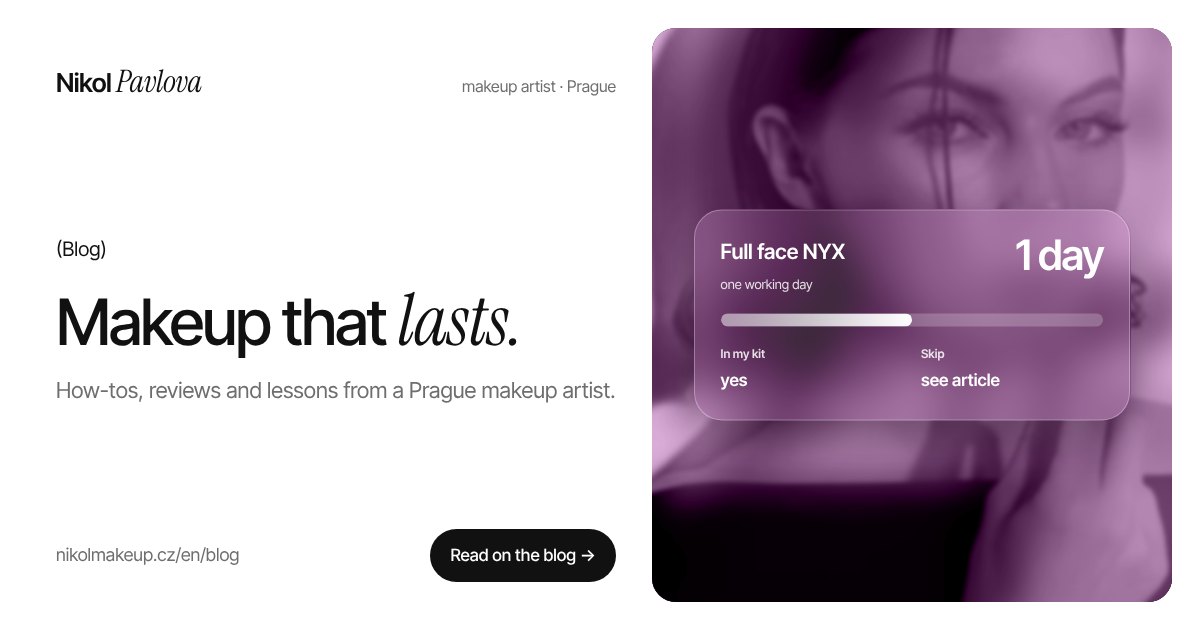 Nikol Pavlova
makeup artist · Prague
(Blog)
Makeup that lasts.
How-tos, reviews and lessons from a Prague makeup artist.
nikolmakeup.cz/en/blog
Read on the blog →
Full face NYX
1 day
one working day
In my kit
yes
Skip
see article